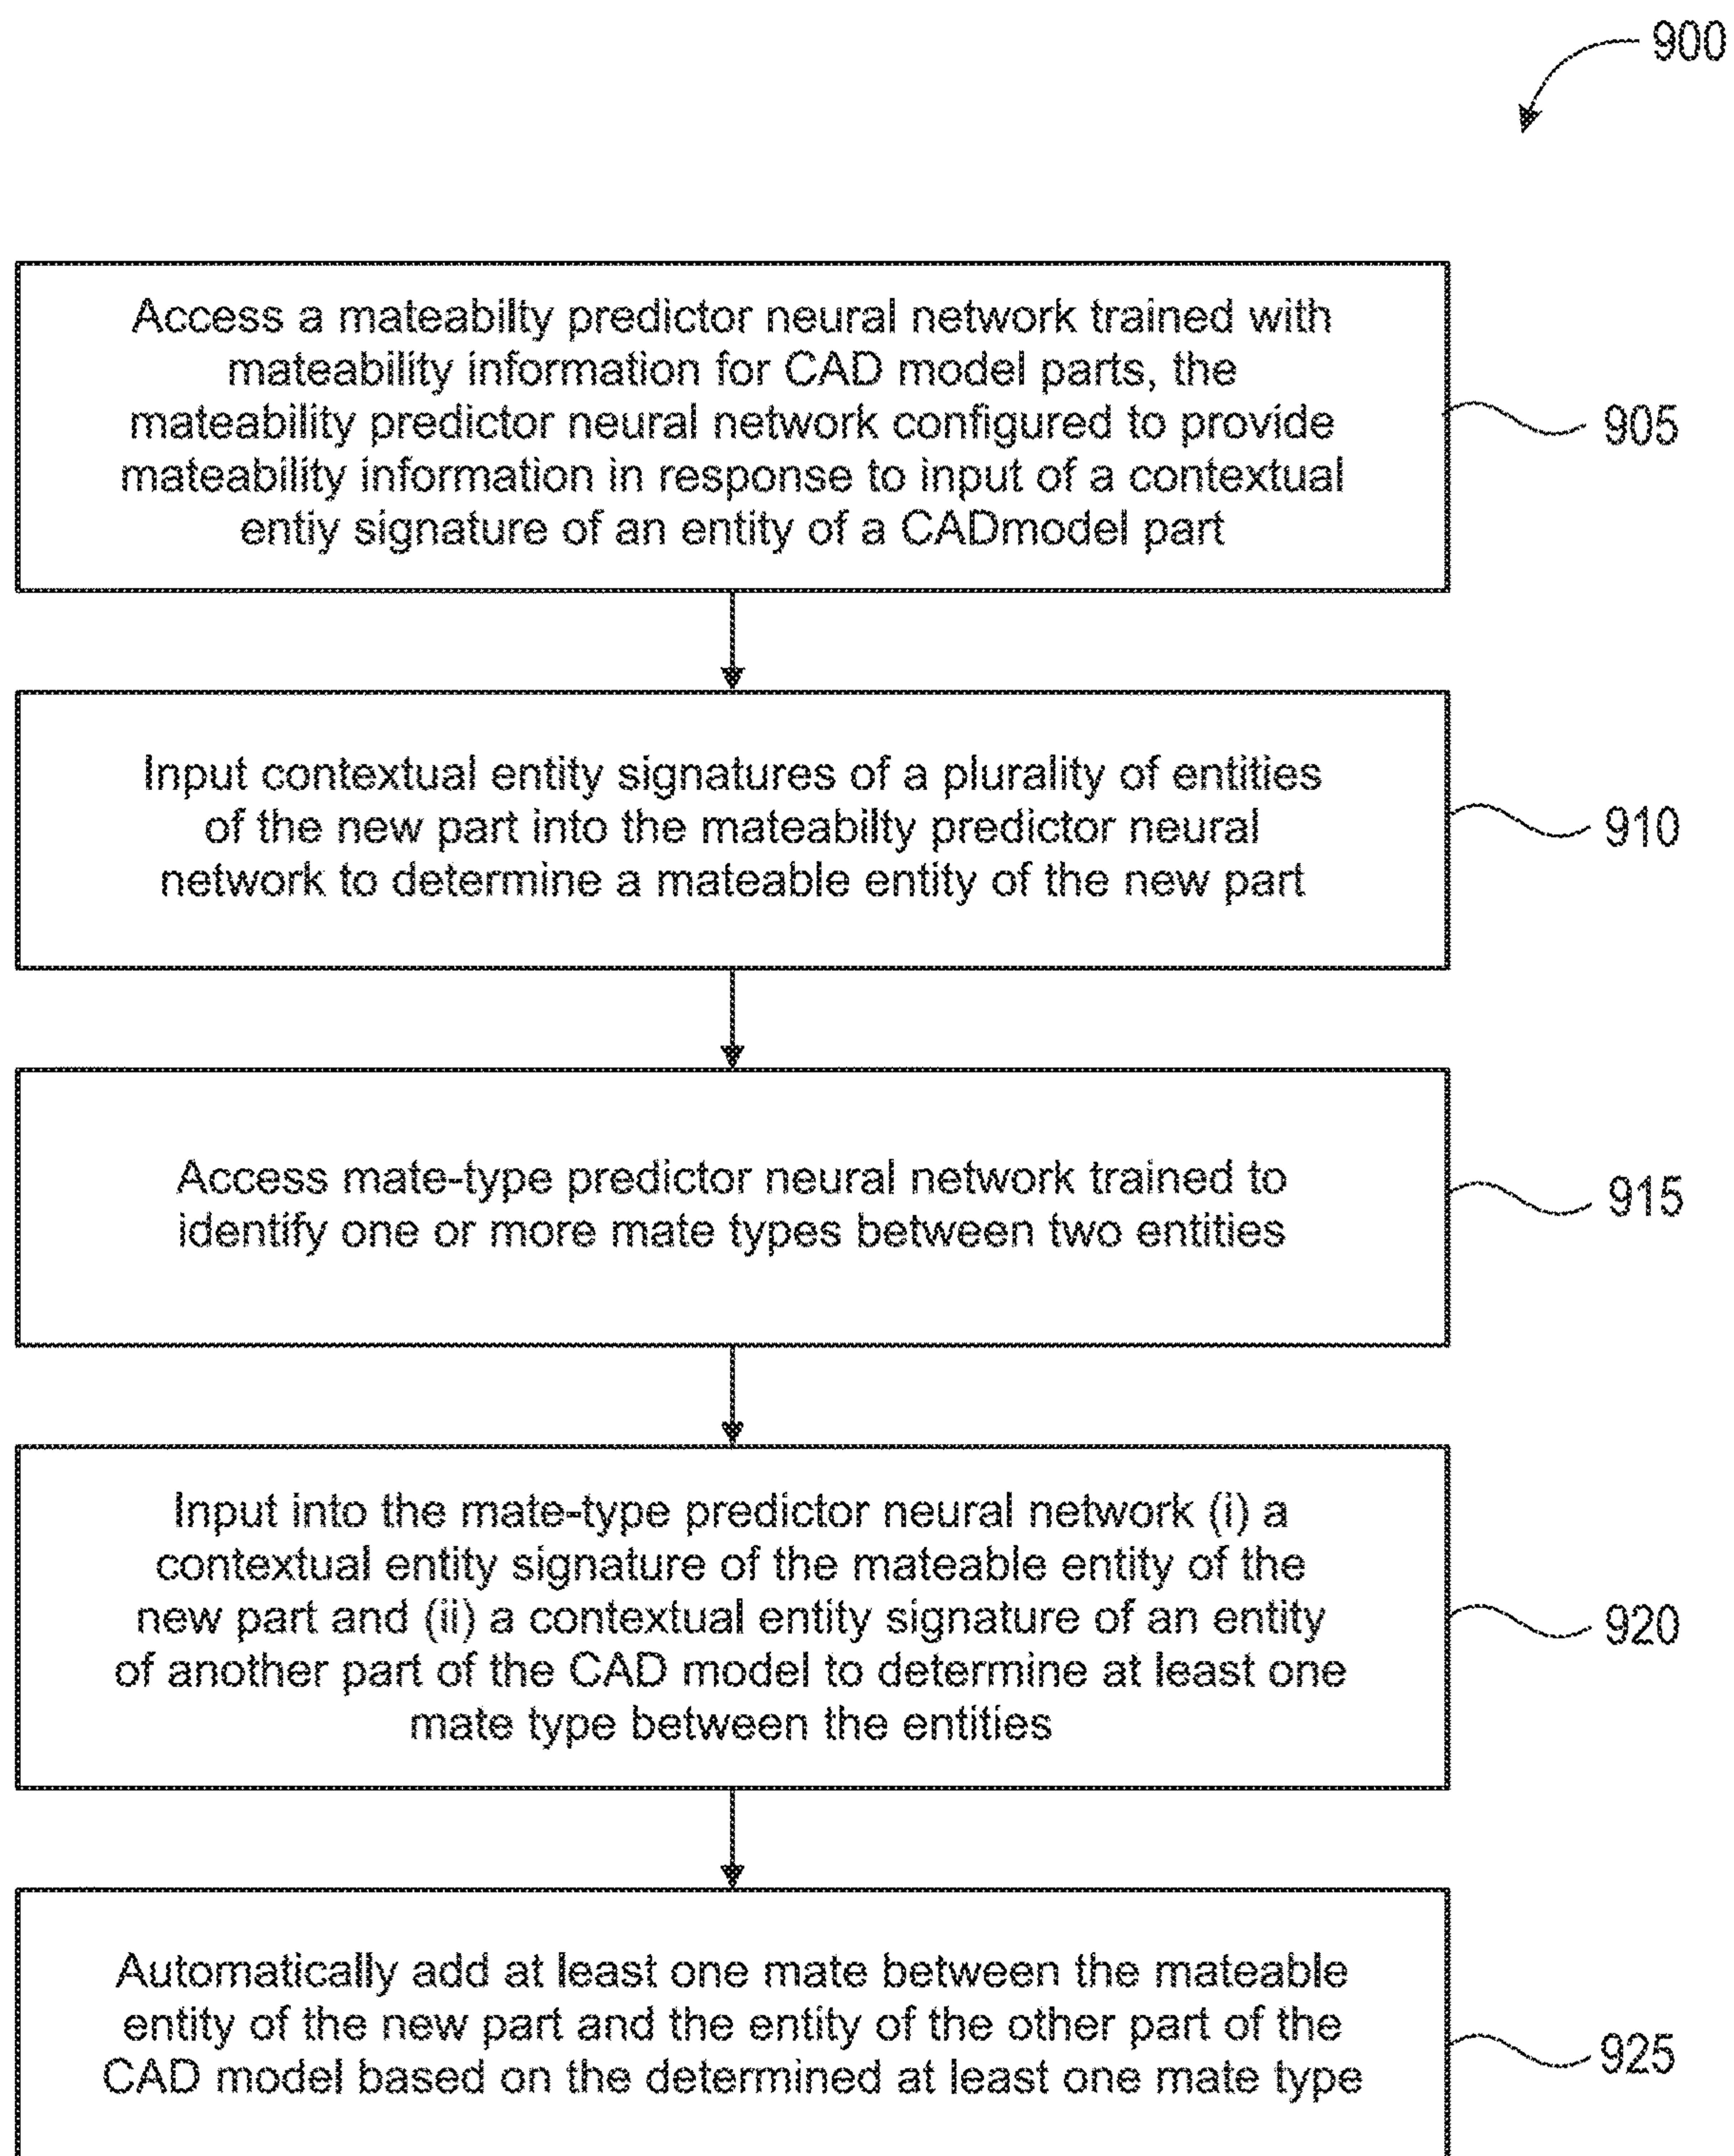 900
Access a mateabilty predictor neural network trained with
mateability information for CAD model parts, the
mateability predictor neural network configured to provide
mateability information in response to input of a contextual
entiy signature of an entity of a CADmodel part
905
Input contextual entity signatures of a plurality of entities
of the new part into the mateabilty predictor neural
network to determine a mateable entity of the new part
910
Access mate-type predictor neural network trained to
identify one or more mate types between two entities
915
Input into the mate-type predictor neural network (i) a
contextual entity signature of the mateable entity of the
new part and (ii) a contextual entity signature of an entity
of another part of the CAD model to determine at least one
mate type between the entities
920
Automatically add at least one mate between the mateable
entity of the new part and the entity of the other part of the
CAD model based on the determined at least one mate type
925